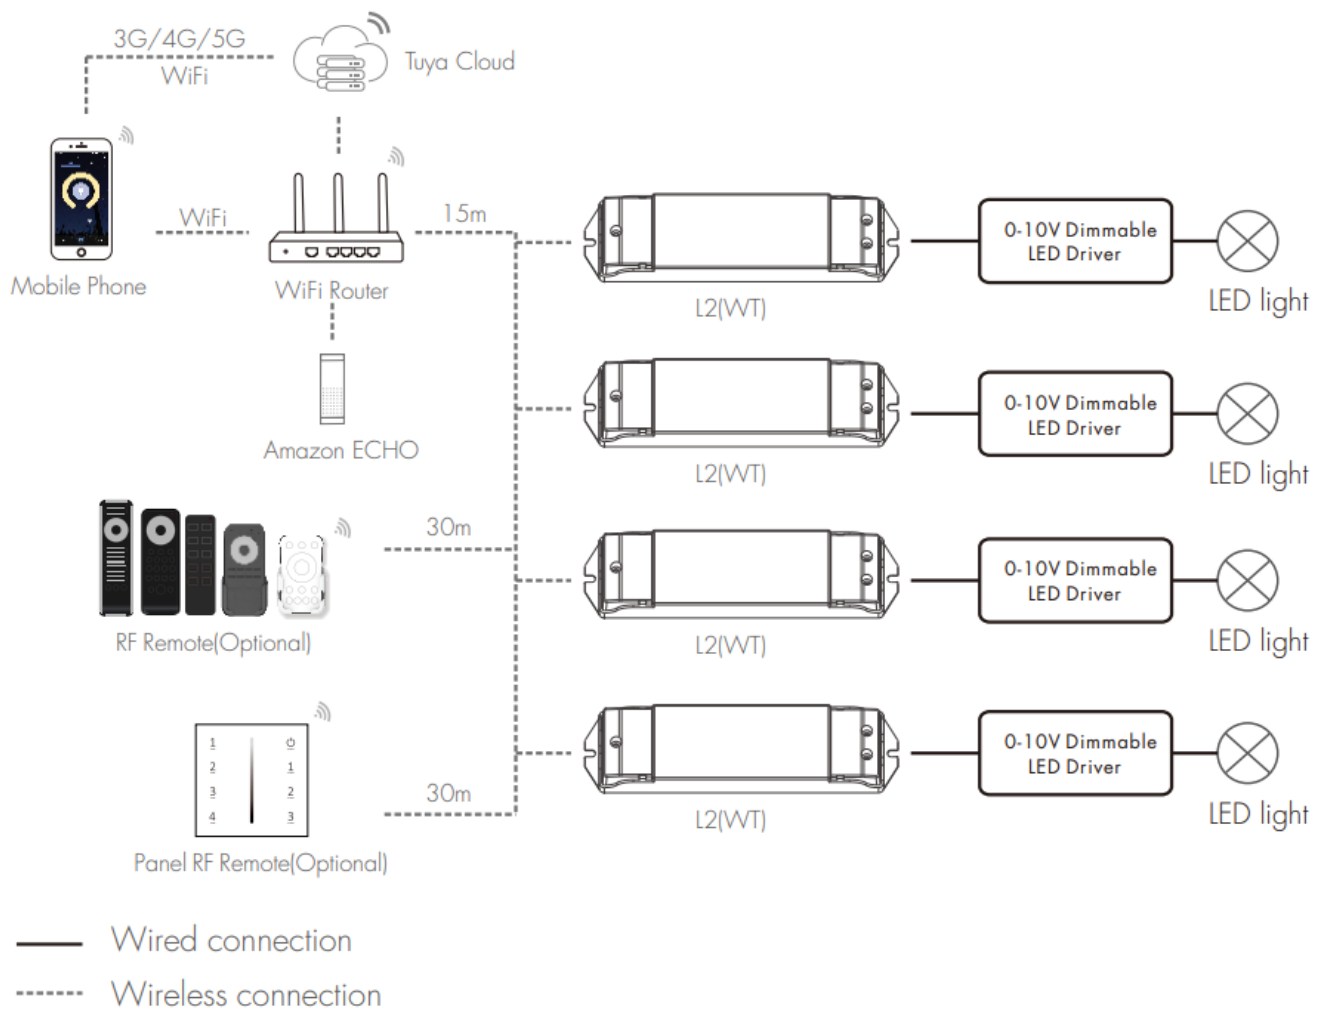 3G/4G/5G
WiFi
Tuya Cloud
WiFi
15m
Mobile Phone
WiFi Router
Amazon ECHO
L2(WT)
0-10V Dimmable
LED Driver
LED light
L2(WT)
0-10V Dimmable
LED Driver
LED light
30m
RF Remote(Optional)
L2(WT)
0-10V Dimmable
LED Driver
LED light
1
2
3
4
1
2
3
30m
Panel RF Remote(Optional)
L2(WT)
0-10V Dimmable
LED Driver
LED light
Wired connection
Wireless connection